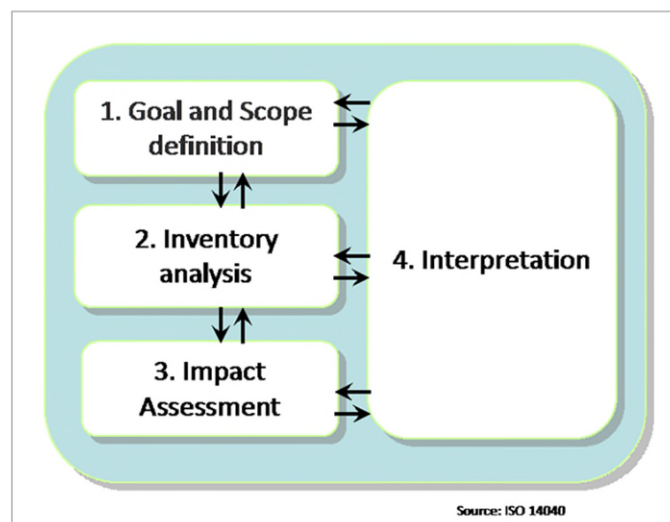 1. Goal and Scope
definition
2. Inventory
analysis
3. Impact
Assessment
4. Interpretation
Source: ISO 14040